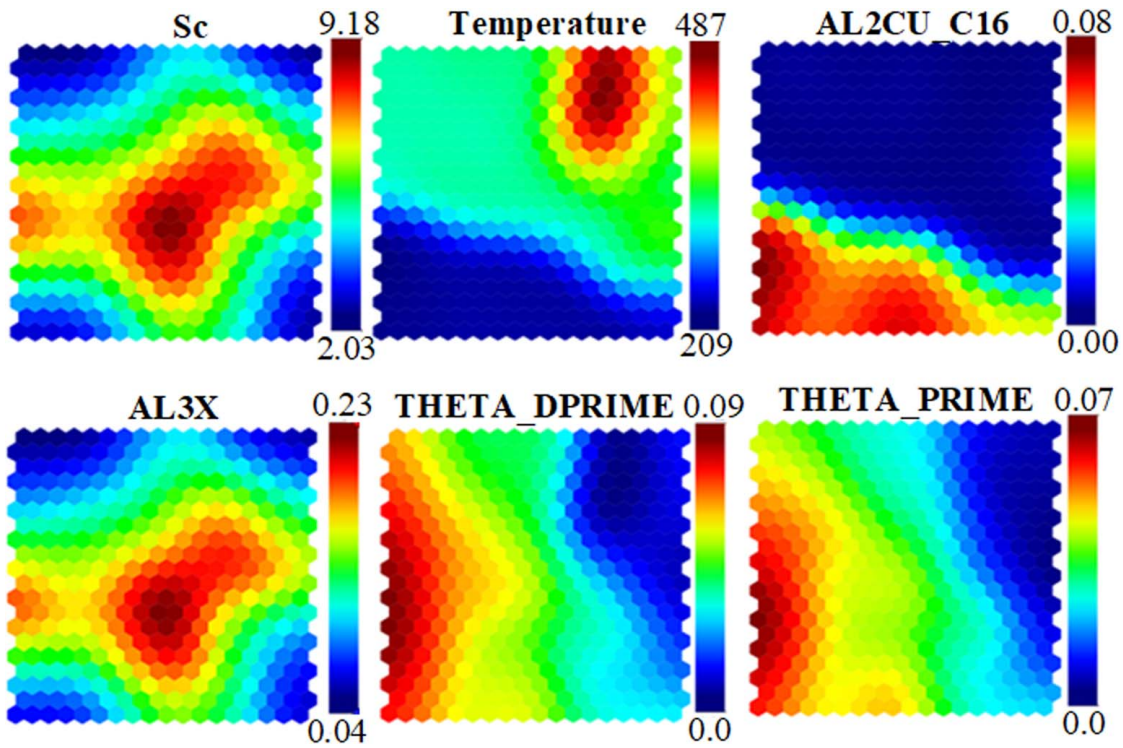 Sc 9.18
2.03
Temperature 487
209
AL2CU_C16 0.08
0.00
AL3X 0.23
0.04
THETA_DPRIME 0.09
0.0
THETA_PRIME 0.07
0.0